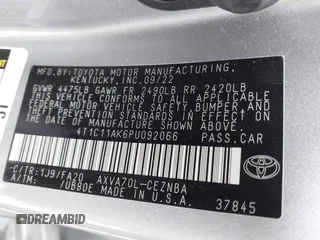 MFD.BY:TOYOTA MOTOR MANUFACTURING,
KENTUCKY,INC. 09/22
GVWR 4475LB GAWR FR 2490LB RR 2420LB
THIS VEHICLE CONFORMS TO ALL APPLICABLE
FEDERAL MOTOR VEHICLE SAFETY, BUMPER, AND
THEFT PREVENTION STANDARDS IN EFFECT ON
THE DATE OF MANUFACTURE SHOWN ABOVE.
4T1C11AK6PU092066 PASS.CAR
C/TR:1J9/FA20 AXVA70L-CEZNBA
/UB80E MADE IN U.S.A.
TOYOTA
37845
DREAMBID